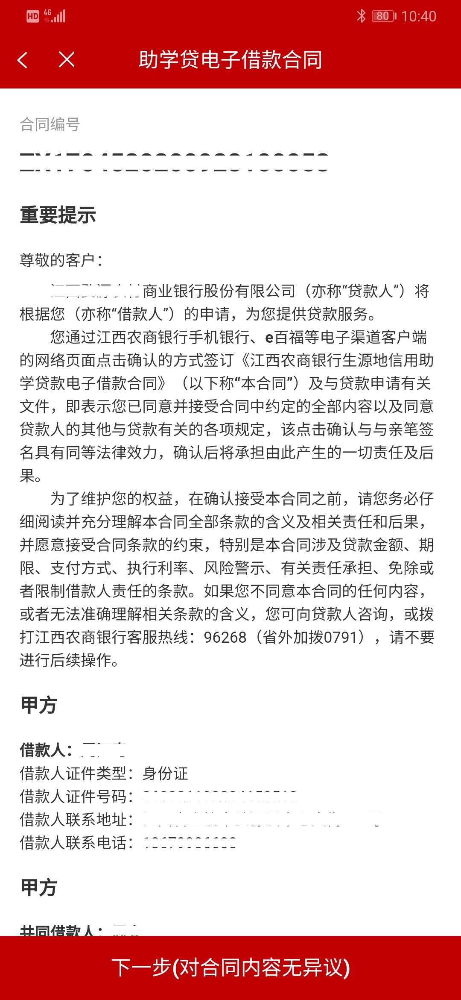 HD 4G
80 10:40
助学贷电子借款合同
合同编号
重要提示
尊敬的客户：
商业银行股份有限公司（亦称“贷款人”）将
根据您（亦称“借款人”）的申请，为您提供贷款服务。
您通过江西农商银行手机银行、e百福等电子渠道客户端
的网络页面点击确认的方式签订《江西农商银行生源地信用助
学贷款电子借款合同》（以下称“本合同”）及与贷款申请有关
文件，即表示您已同意并接受合同中约定的全部内容以及同意
贷款人的其他与贷款有关的各项规定，该点击确认与与亲笔签
名具有同等法律效力，确认后将承担由此产生的一切责任及后
果。
为了维护您的权益，在确认接受本合同之前，请您务必仔
细阅读并充分理解本合同全部条款的含义及相关责任和后果，
并愿意接受合同条款的约束，特别是本合同涉及贷款金额、期
限、支付方式、执行利率、风险警示、有关责任承担、免除或
者限制借款人责任的条款。如果您不同意本合同的任何内容，
或者无法准确理解相关条款的含义，您可向贷款人咨询，或拨
打江西农商银行客服热线：96268（省外加拨0791），请不要
进行后续操作。
甲方
借款人：
借款人证件类型：身份证
借款人证件号码：
借款人联系地址：
借款人联系电话：
甲方
共同借款人：
下一步(对合同内容无异议)